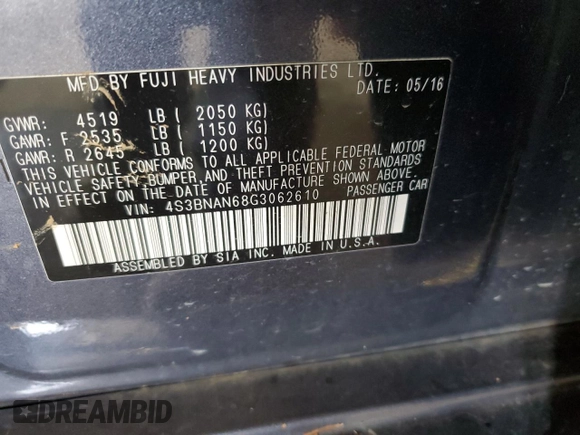 MFD BY FUJI HEAVY INDUSTRIES LTD.
DATE: 05/16
GVWR: 4519 LB ( 2050 KG)
GAWR: F 2535 LB ( 1150 KG)
GAWR: R 2645 LB ( 1200 KG)
THIS VEHICLE CONFORMS TO ALL APPLICABLE FEDERAL MOTOR
VEHICLE SAFETY, BUMPER, AND THEFT PREVENTION STANDARDS
IN EFFECT ON THE DATE OF MANUFACTURE SHOWN ABOVE.
VIN: 4S3BNAN68G3062610 PASSENGER CAR
ASSEMBLED BY SIA INC. MADE IN U.S.A.
DREAMBID